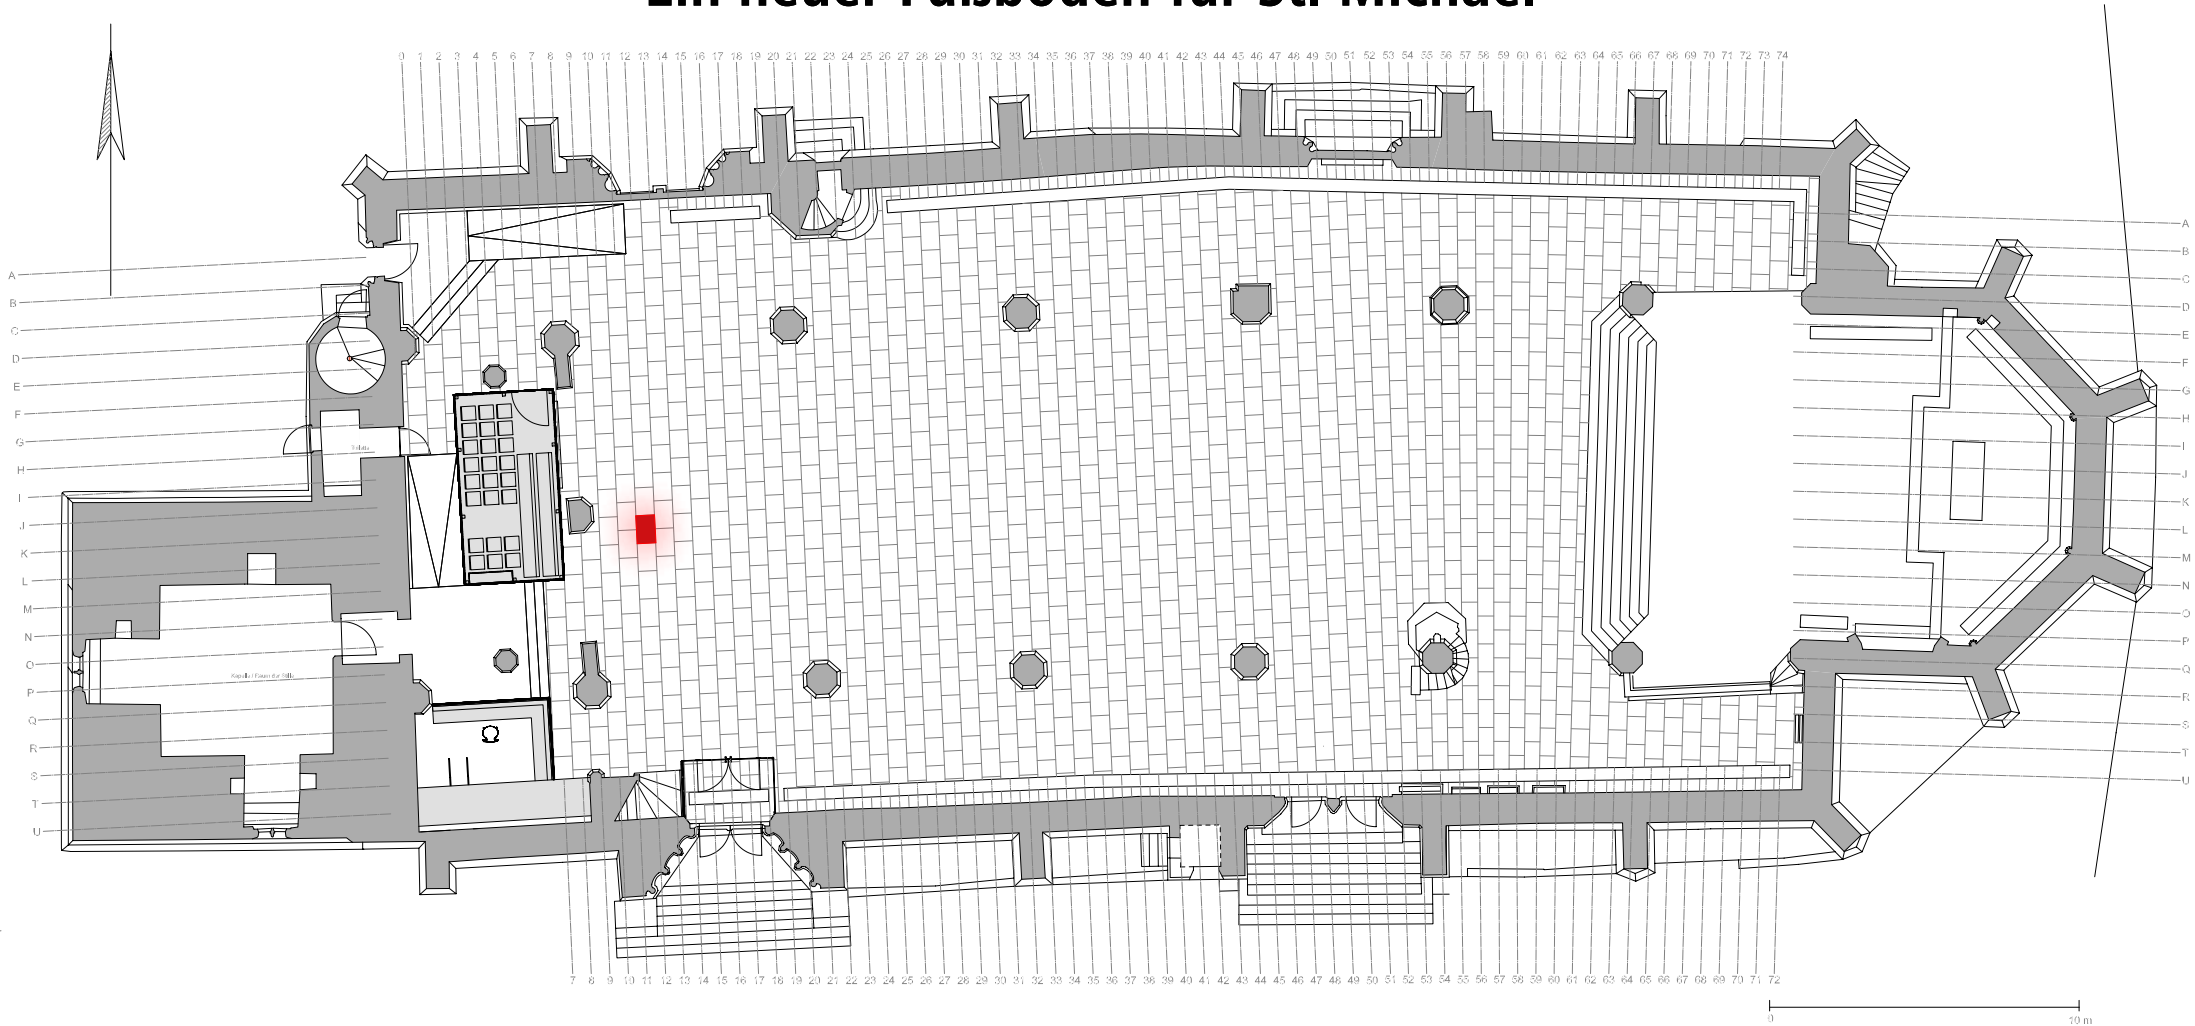 Ein neuer Fußboden für St. Michael
0 1 2 3 4 5 6 7 8 9 10 11 12 13 14 15 16 17 18 19 20 21 22 23 24 25 26 27 28 29 30 31 32 33 34 35 36 37 38 39 40 41 42 43 44 45 46 47 48 49 50 51 52 53 54 55 56 57 58 59 60 61 62 63 64 65 66 67 68 69 70 71 72 73 74
A
B
C
D
E
F
G
H
I
J
K
L
M
N
O
P
Q
R
S
T
U
Kapelle / Raum der Stille
A
B
C
D
E
F
G
H
I
J
K
L
M
N
O
P
Q
R
S
T
U
7 8 9 10 11 12 13 14 15 16 17 18 19 20 21 22 23 24 25 26 27 28 29 30 31 32 33 34 35 36 37 38 39 40 41 42 43 44 45 46 47 48 49 50 51 52 53 54 55 56 57 58 59 60 61 62 63 64 65 66 67 68 69 70 71 72
0 10 m